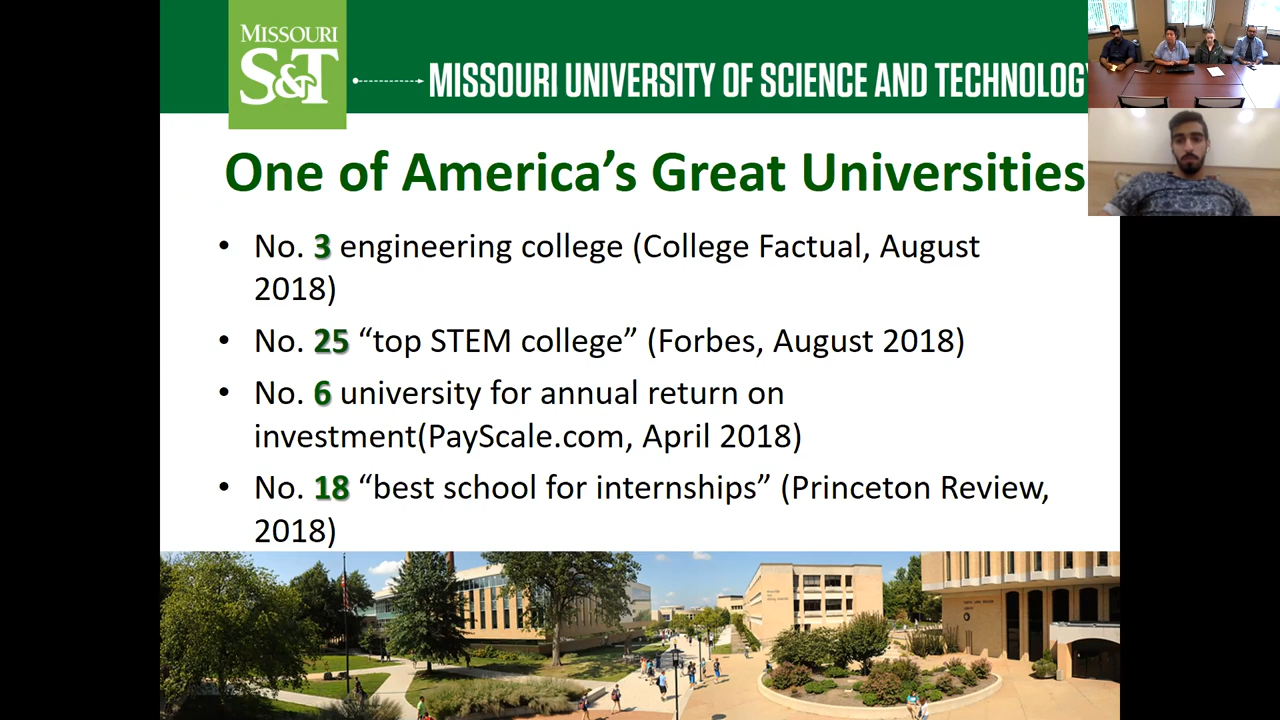 MISSOURI
S&T
MISSOURI UNIVERSITY OF SCIENCE AND TECHNOLOGY
One of America’s Great Universities
• No. 3 engineering college (College Factual, August
2018)
• No. 25 “top STEM college” (Forbes, August 2018)
• No. 6 university for annual return on
investment(PayScale.com, April 2018)
• No. 18 “best school for internships” (Princeton Review,
2018)